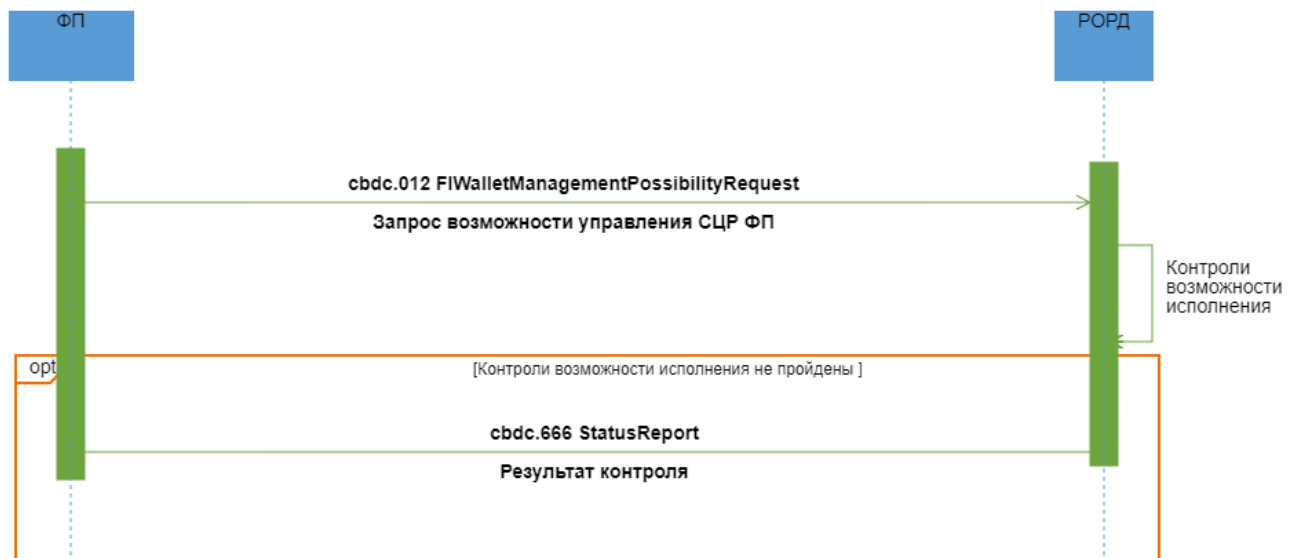 ФП
РОРД
cbdc.012 FIWalletManagementPossibilityRequest
Запрос возможности управления СЦР ФП
Контроли
возможности
исполнения
opt
[Контроли возможности исполнения не пройдены ]
cbdc.666 StatusReport
Результат контроля